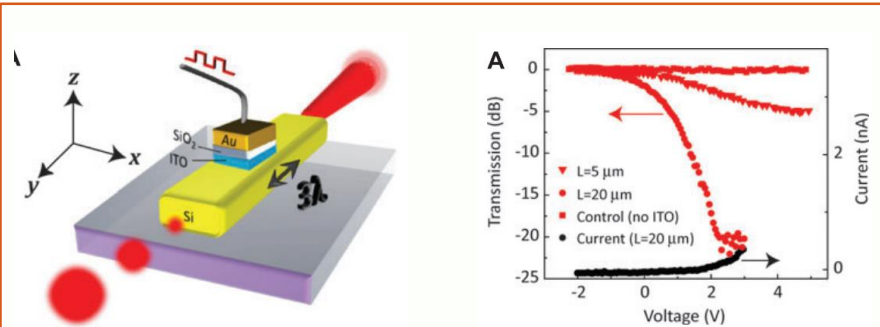 z
x
y
SiO₂
Au
ITO
Si
3λ
A
Transmission (dB)
0
-5
-10
-15
-20
-25
-2
0
2
4
Voltage (V)
L=5 μm
L=20 μm
Control (no ITO)
Current (L=20 μm)
2
0
Current (nA)